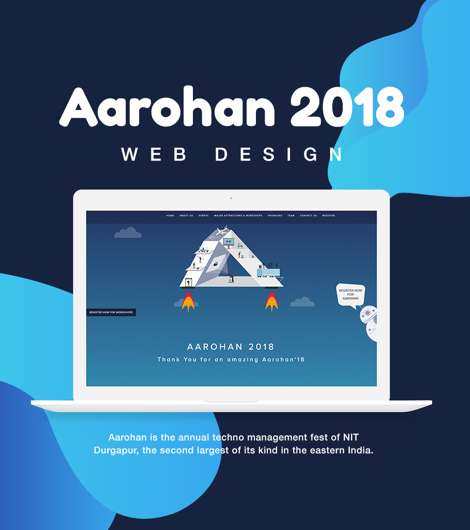 Aarohan 2018
WEB DESIGN
HOME ABOUT US EVENTS MAJOR ATTRACTIONS & WORKSHOPS SPONSORS TEAM CONTACT US REGISTER
REGISTER NOW
FOR
AAROHAN
REGISTER NOW FOR WORKSHOPS
AAROHAN 2018
Thank You for an amazing Aarohan'18
Aarohan is the annual techno management fest of NIT
Durgapur, the second largest of its kind in the eastern India.